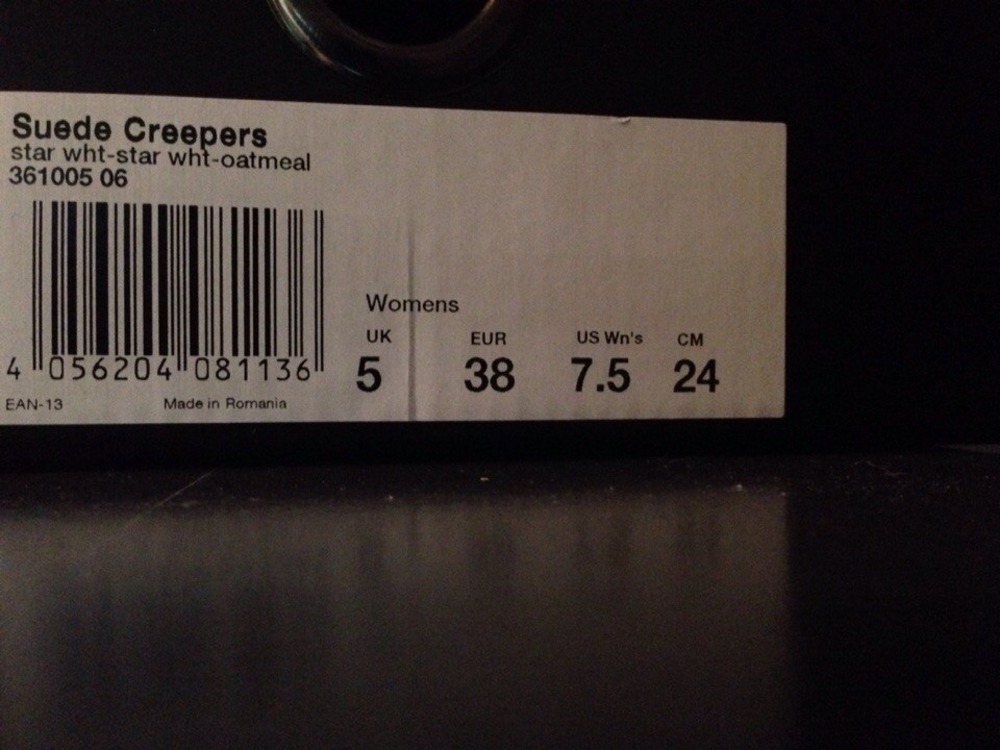 Suede Creepers
star wht-star wht-oatmeal
361005 06
4 056204 081136
EAN-13 Made in Romania
Womens
UK EUR US Wn's CM
5 38 7.5 24